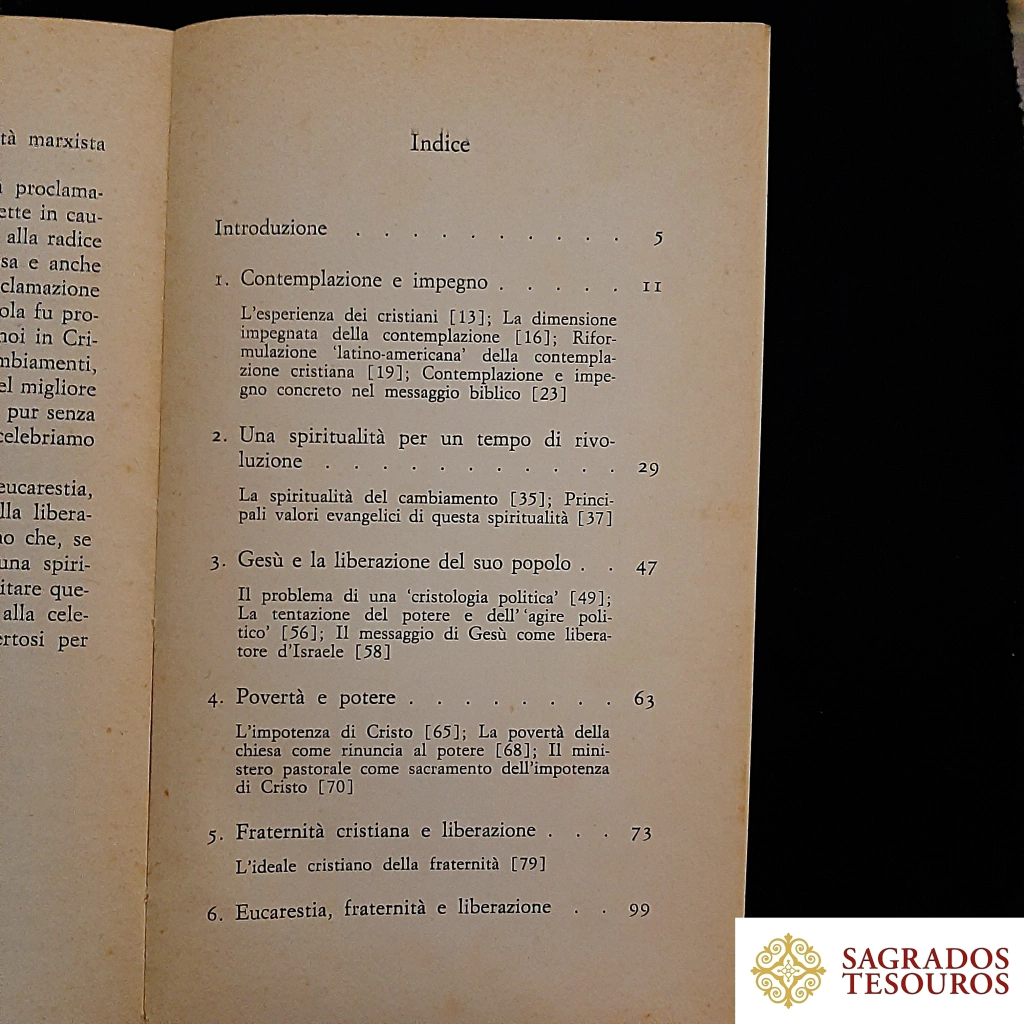 tà marxista
proclama-
ette in cau-
alla radice
sa e anche
clamazione
ola fu pro-
noi in Cri-
mbiamenti,
el migliore
pur senza
celebriamo
eucarestia,
lla libera-
no che, se
una spiri-
itare que-
alla cele-
ertosi per
Indice
Introduzione . . . . . . . . . . 5
1. Contemplazione e impegno . . . . . 11
L'esperienza dei cristiani [13]; La dimensione
impegnata della contemplazione [16]; Rifor-
mulazione 'latino-americana' della contempla-
zione cristiana [19]; Contemplazione e impe-
gno concreto nel messaggio biblico [23]
2. Una spiritualità per un tempo di rivo-
luzione . . . . . . . . . . . 29
La spiritualità del cambiamento [35]; Princi-
pali valori evangelici di questa spiritualità [37]
3. Gesù e la liberazione del suo popolo . . 47
Il problema di una 'cristologia politica' [49];
La tentazione del potere e dell' 'agire poli-
tico' [56]; Il messaggio di Gesù come libera-
tore d'Israele [58]
4. Povertà e potere . . . . . . . . 63
L'impotenza di Cristo [65]; La povertà della
chiesa come rinuncia al potere [68]; Il mini-
stero pastorale come sacramento dell'impotenza
di Cristo [70]
5. Fraternità cristiana e liberazione . . . 73
L'ideale cristiano della fraternità [79]
6. Eucarestia, fraternità e liberazione . . 99
SAGRADOS
TESOUROS